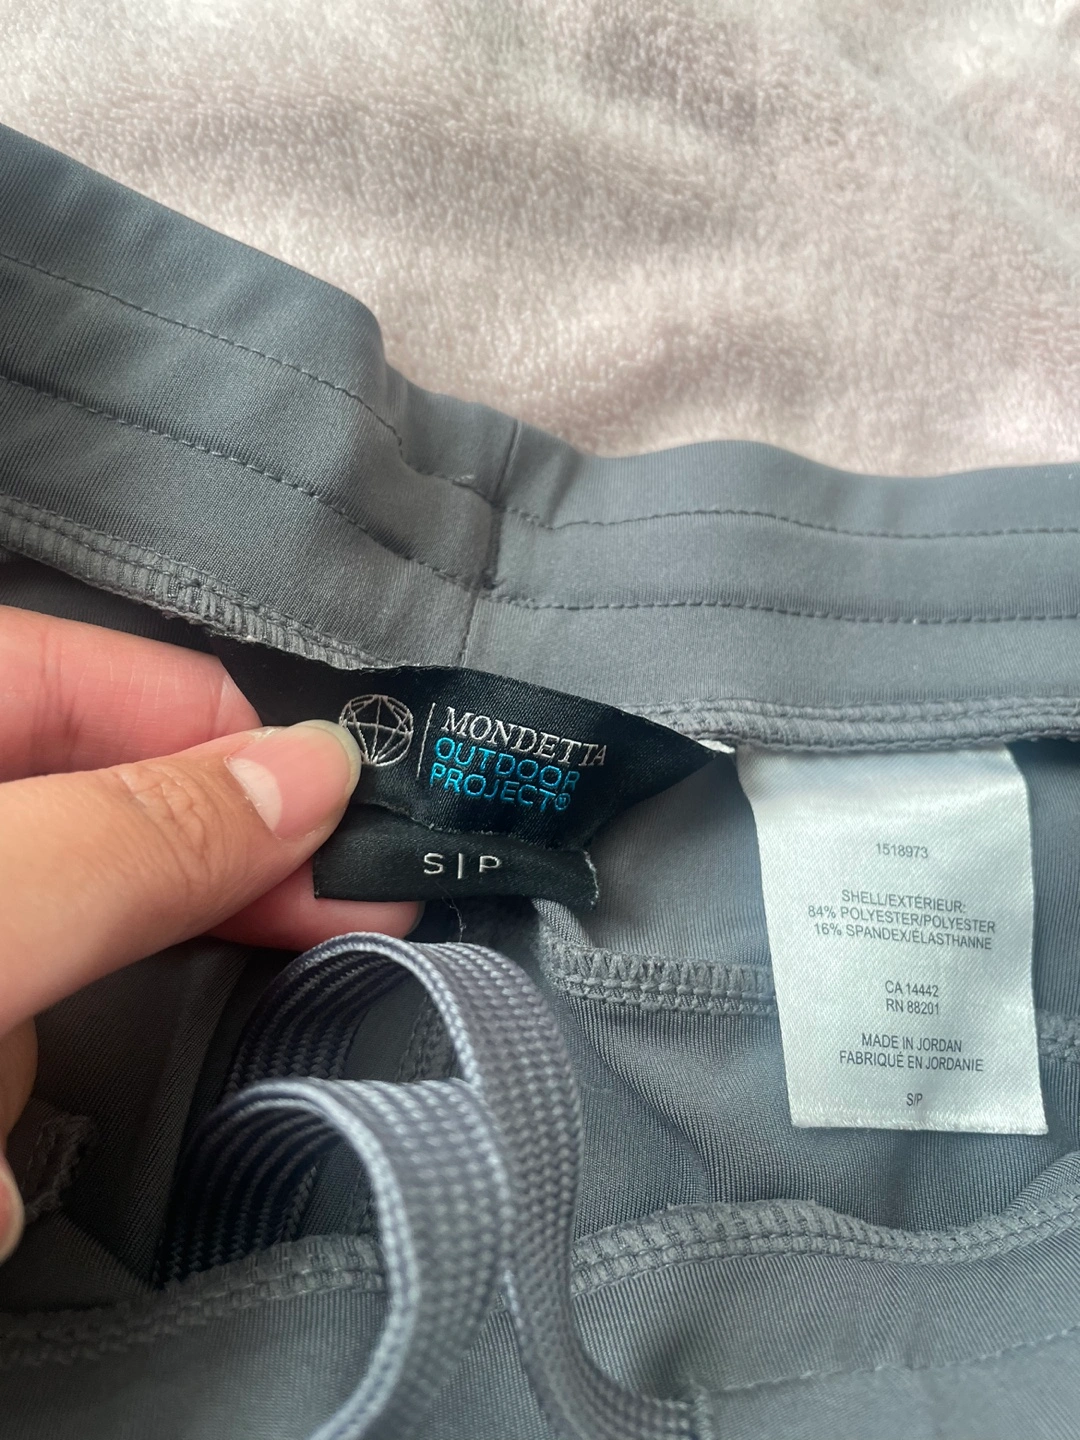 MONDETTA
OUTDOOR
PROJECT®
S|P
1518973
SHELL/EXTÉRIEUR:
84% POLYESTER/POLYESTER
16% SPANDEX/ÉLASTHANNE
CA 14442
RN 88201
MADE IN JORDAN
FABRIQUÉ EN JORDANIE
S/P